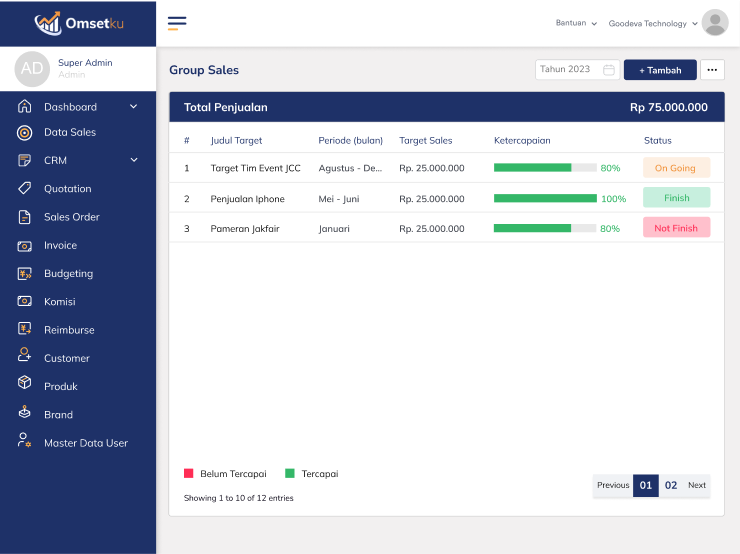 Omsetku
Bantuan
Goodeva Technology
AD
Super Admin
Admin
Dashboard
Data Sales
CRM
Quotation
Sales Order
Invoice
Budgeting
Komisi
Reimburse
Customer
Produk
Brand
Master Data User
Group Sales
Tahun 2023
+ Tambah
...
Total Penjualan Rp 75.000.000
# Judul Target Periode (bulan) Target Sales Ketercapaian Status
1 Target Tim Event JCC Agustus - De... Rp. 25.000.000 80% On Going
2 Penjualan Iphone Mei - Juni Rp. 25.000.000 100% Finish
3 Pameran Jakfair Januari Rp. 25.000.000 80% Not Finish
Belum Tercapai Tercapai
Showing 1 to 10 of 12 entries
Previous 01 02 Next